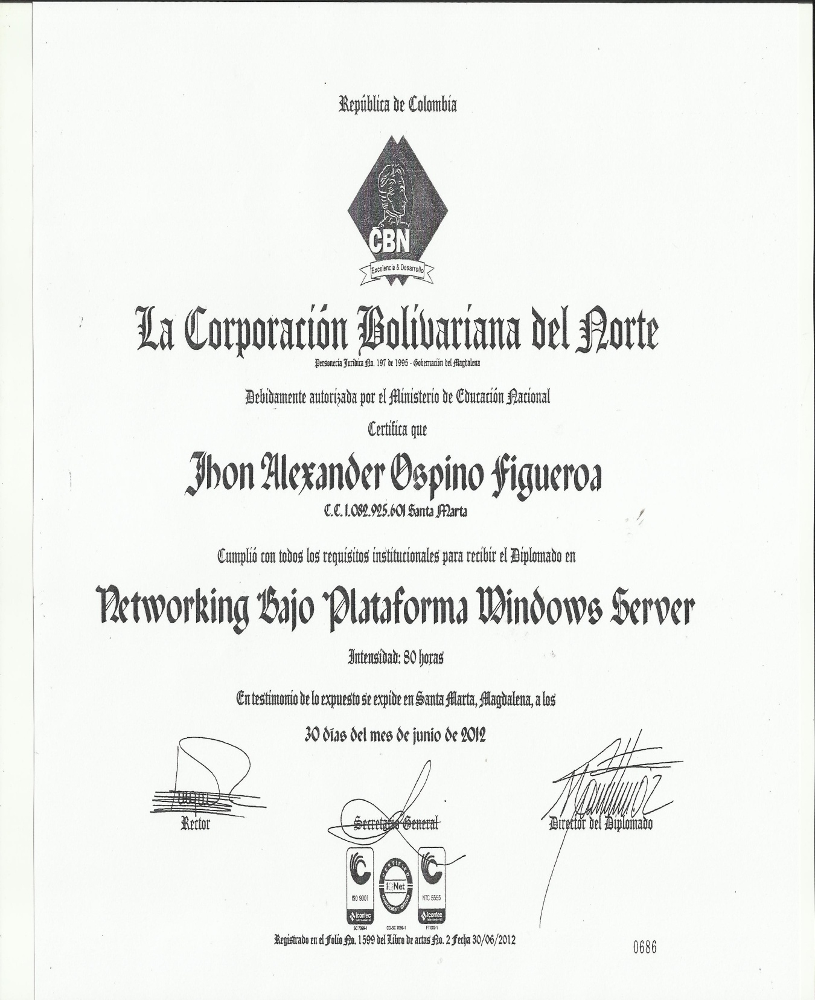 República de Colombia
CBN
Excelencia & Desarrollo
La Corporación Bolivariana del Norte
Personería Jurídica No. 197 de 1995 - Gobernación del Magdalena
Debidamente autorizada por el Ministerio de Educación Nacional
Certifica que
Jhon Alexander Ospino Figueroa
C.C. 1.082.925.601 Santa Marta
Cumplió con todos los requisitos institucionales para recibir el Diplomado en
Networking Bajo Plataforma Windows Server
Intensidad: 80 horas
En testimonio de lo expuesto se expide en Santa Marta, Magdalena, a los
30 días del mes de junio de 2012
Rector
Secretario General
Director del Diplomado
CERTIFIED
IQNet
MANAGEMENT SYSTEM
ISO 9001
NTC 5555
icontec
internacional
icontec
internacional
SC 7099-1
CO-SC 7099-1
FT 002-1
Registrado en el Folio No. 1599 del Libro de actas No. 2 Fecha 30/06/2012
0686